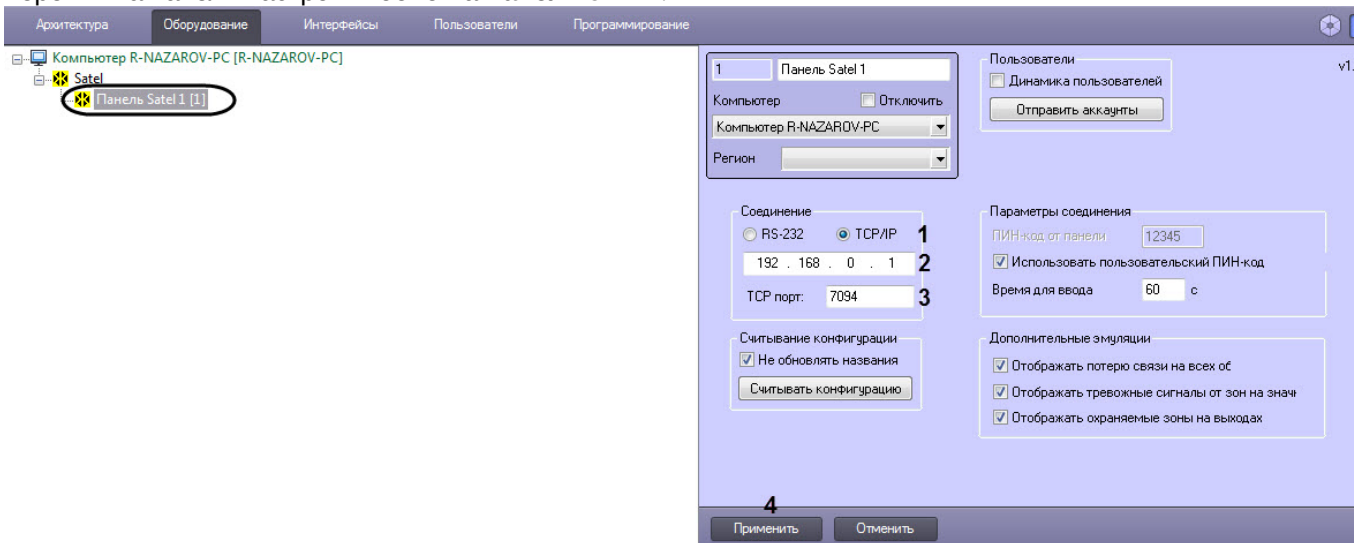 Архитектура Оборудование Интерфейсы Пользователи Программирование
Компьютер R-NAZAROV-PC [R-NAZAROV-PC]
Satel
Панель Satel 1 [1]
1 Панель Satel 1
Компьютер Отключить
Компьютер R-NAZAROV-PC
Регион
Пользователи
Динамика пользователей
Отправить аккаунты
v1.
Соединение
RS-232 TCP/IP 1
192 . 168 . 0 . 1 2
TCP порт: 7094 3
Параметры соединения
ПИН-код от панели 12345
Использовать пользовательский ПИН-код
Время для ввода 60 с
Считывание конфигурации
Не обновлять названия
Считывать конфигурацию
Дополнительные эмуляции
Отображать потерю связи на всех об
Отображать тревожные сигналы от зон на знач
Отображать охраняемые зоны на выходах
4
Применить Отменить